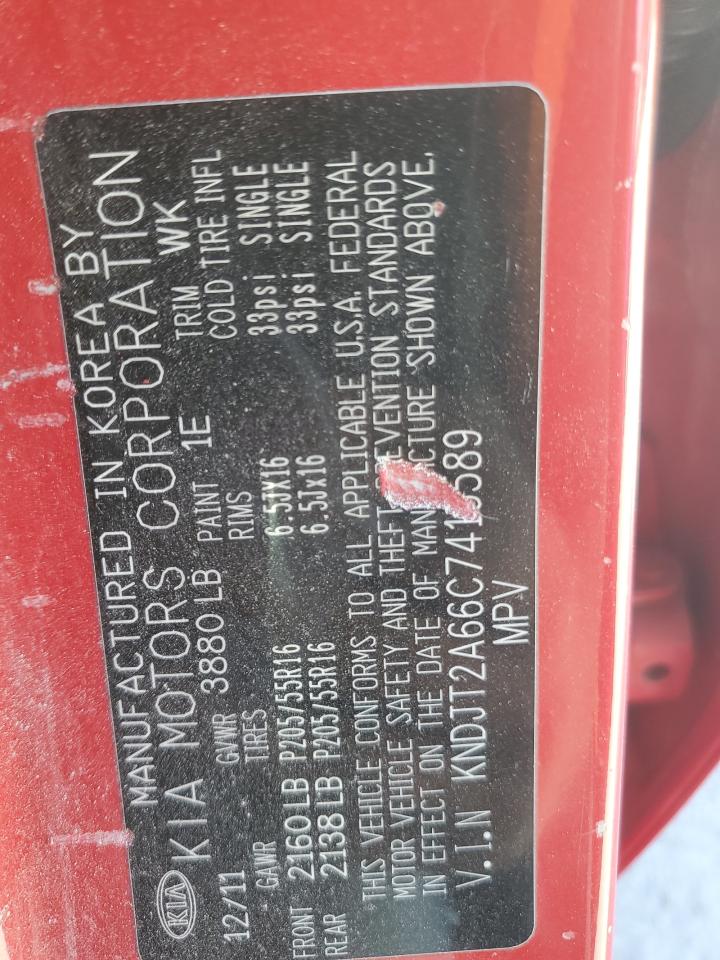 MANUFACTURED IN KOREA BY
KIA KIA MOTORS CORPORATION
12/11 GVWR 3880 LB PAINT 1E TRIM WK
GAWR TIRES RIMS COLD TIRE INFL
FRONT 2160 LB P205/55R16 6.5JX16 33psi SINGLE
REAR 2138 LB P205/55R16 6.5Jx16 33psi SINGLE
THIS VEHICLE CONFORMS TO ALL APPLICABLE U.S.A. FEDERAL
MOTOR VEHICLE SAFETY AND THEFT EVENTION STANDARDS
IN EFFECT ON THE DATE OF MAN CTURE SHOWN ABOVE.
V.I.N
MPV